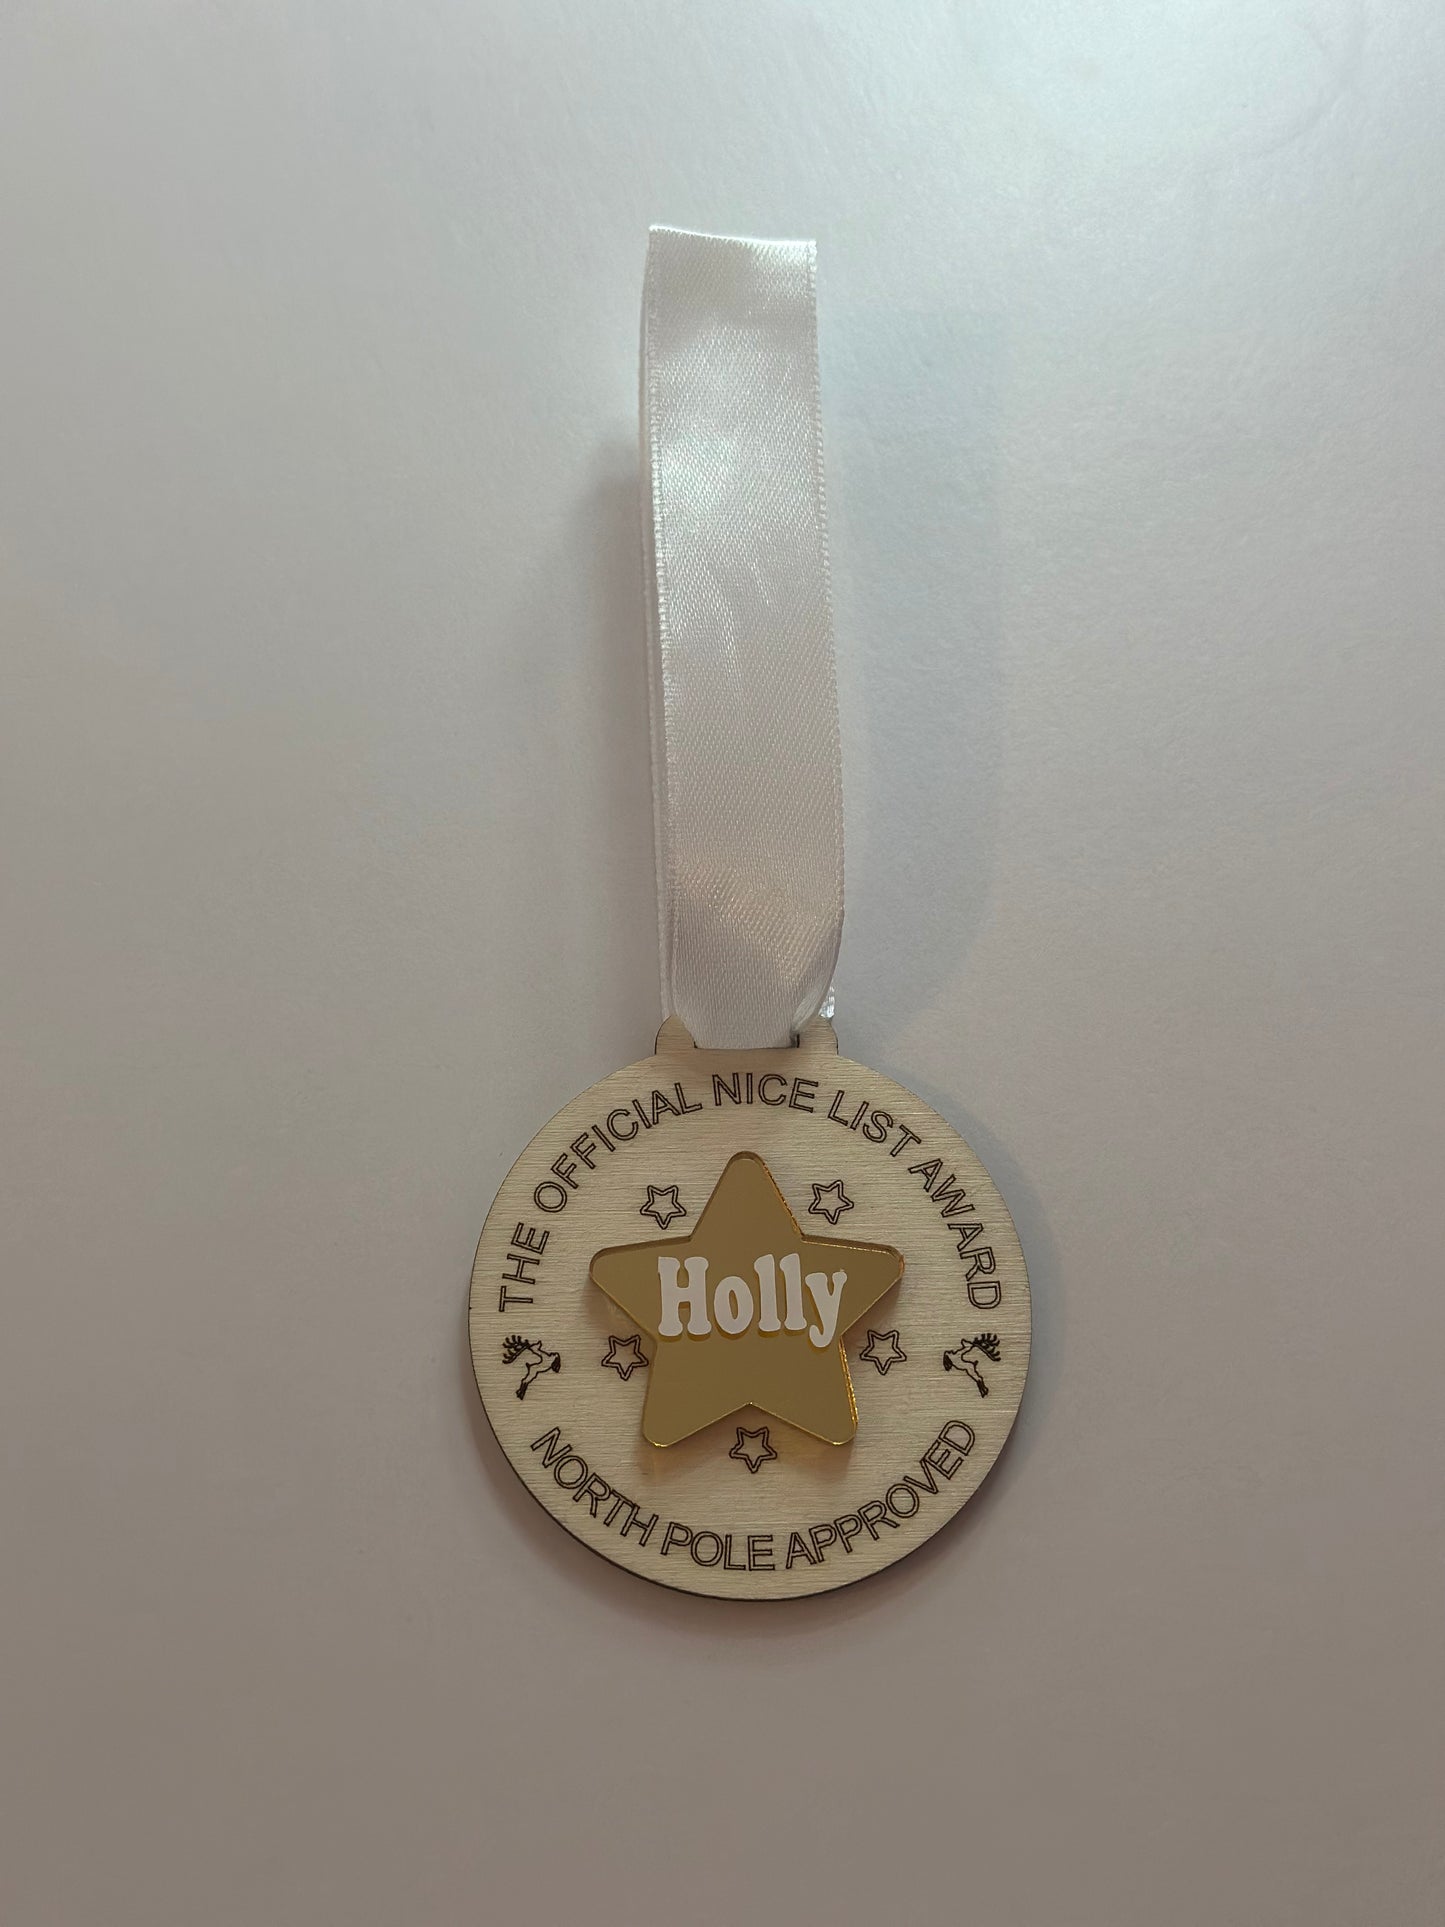 THE OFFICIAL NICE LIST AWARD
Holly
NORTH POLE APPROVED